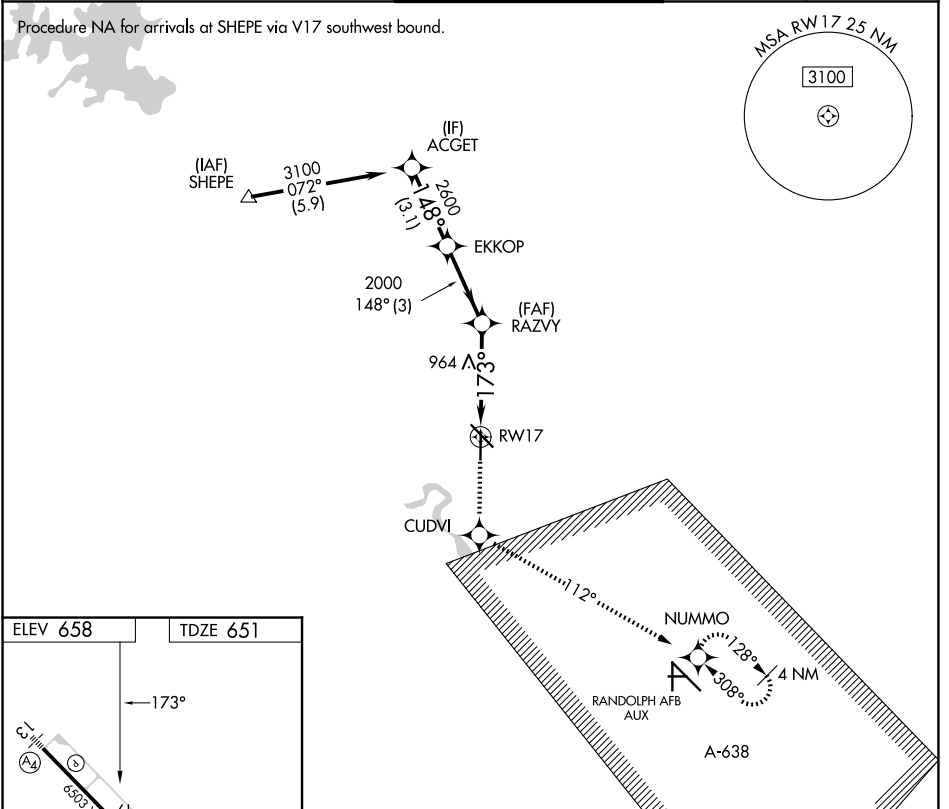 Procedure NA for arrivals at SHEPE via V17 southwest bound.
MSA RW17 25 NM
3100
(IF)
ACGET
(IAF)
SHEPE
3100
072°
(5.9)
2600
148°
(3.1)
EKKOP
2000
148° (3)
(FAF)
RAZVY
964
173°
RW17
CUDVI
112°
NUMMO
128°
4 NM
308°
RANDOLPH AFB
AUX
A-638
ELEV 658
TDZE 651
173°
13
A4
P
6503